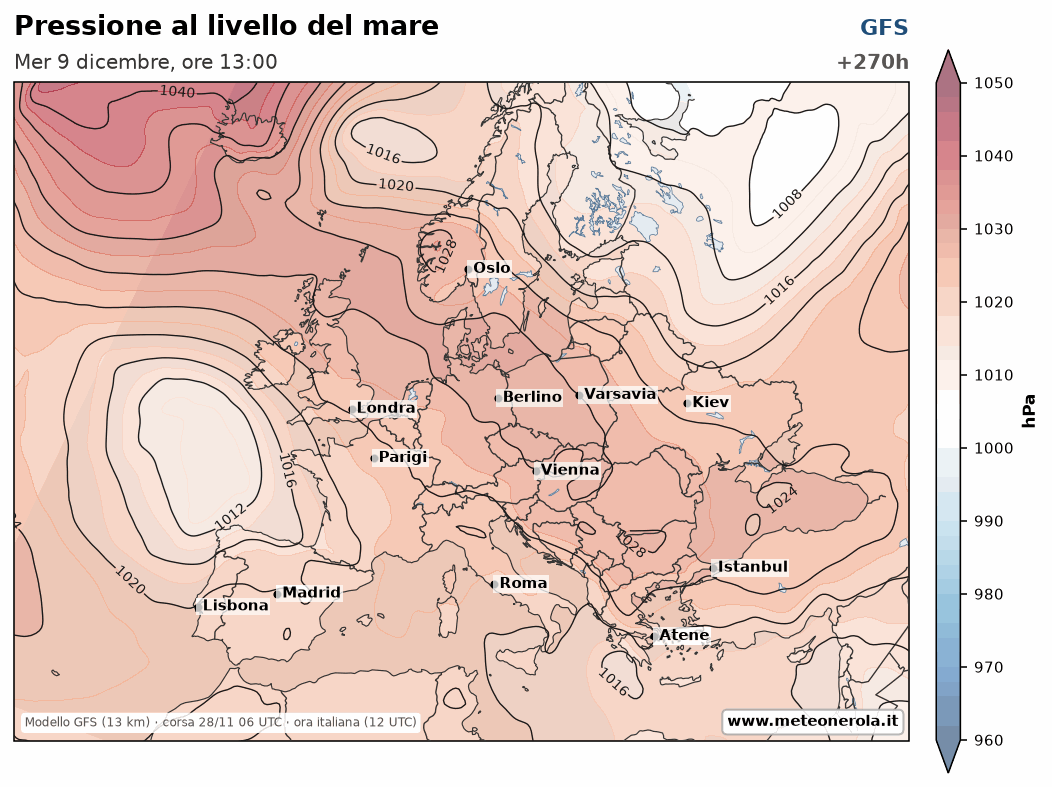 Pressione al livello del mare
GFS
Mer 9 dicembre, ore 13:00
+270h
1040
1016
1020
1008
1028
Oslo
1016
Berlino
Varsavia
Kiev
Londra
Parigi
Vienna
1016
1012
1024
1028
1020
Istanbul
Roma
Madrid
Lisbona
Atene
1016
Modello GFS (13 km) · corsa 28/11 06 UTC · ora italiana (12 UTC)
www.meteonerola.it
1050
1040
1030
1020
1010
1000
990
980
970
960
hPa